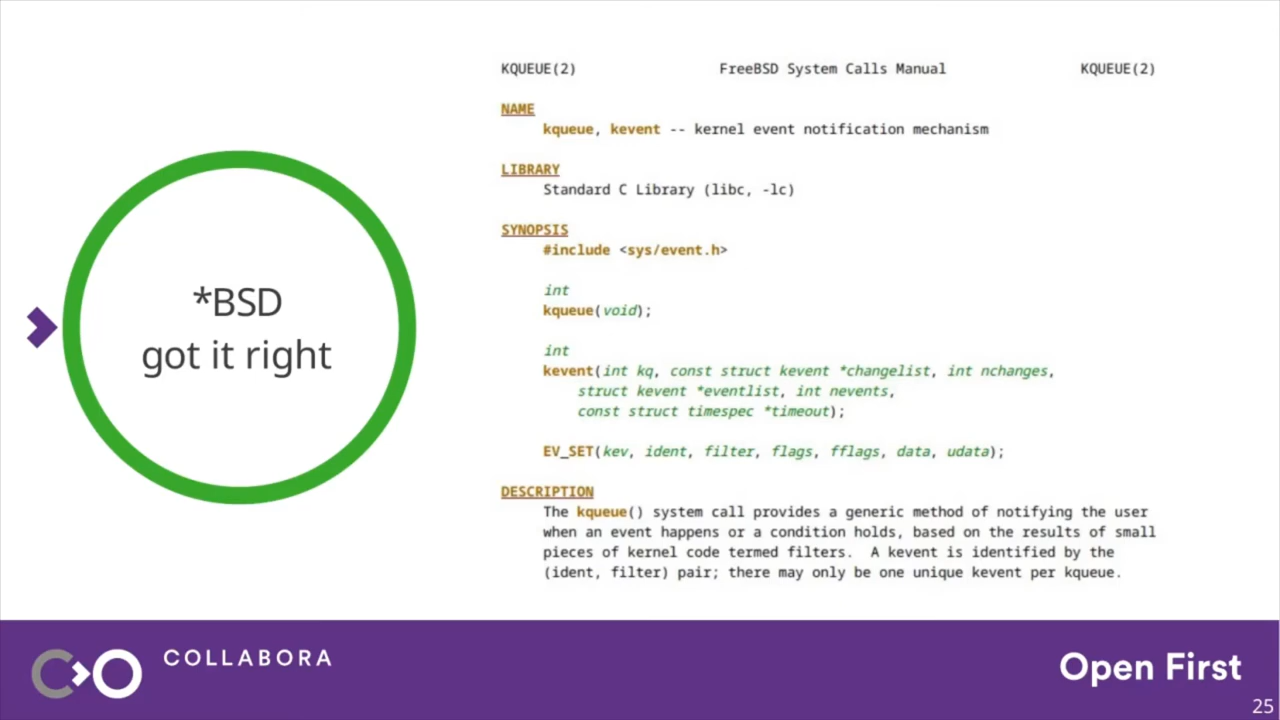 *BSD
got it right
KQUEUE(2) FreeBSD System Calls Manual KQUEUE(2)
NAME
kqueue, kevent -- kernel event notification mechanism
LIBRARY
Standard C Library (libc, -lc)
SYNOPSIS
#include <sys/event.h>
int
kqueue(void);
int
kevent(int kq, const struct kevent *changelist, int nchanges,
struct kevent *eventlist, int nevents,
const struct timespec *timeout);
EV_SET(kev, ident, filter, flags, fflags, data, udata);
DESCRIPTION
The kqueue() system call provides a generic method of notifying the user
when an event happens or a condition holds, based on the results of small
pieces of kernel code termed filters. A kevent is identified by the
(ident, filter) pair; there may only be one unique kevent per kqueue.
COLLABORA
Open First
25